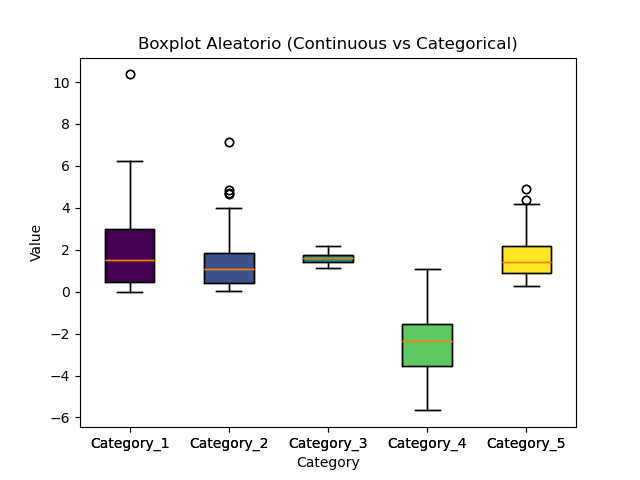 Boxplot Aleatorio (Continuous vs Categorical)
Value
10
8
6
4
2
0
−2
−4
−6
Category_1 Category_2 Category_3 Category_4 Category_5
Category